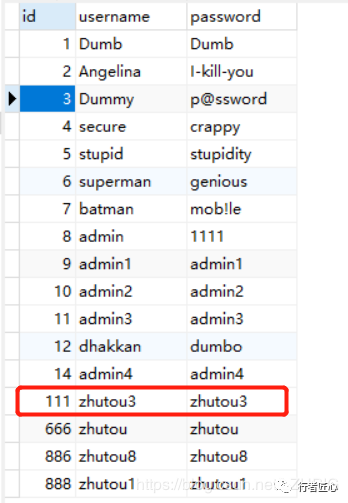 id username password
1 Dumb Dumb
2 Angelina I-kill-you
3 Dummy p@ssword
4 secure crappy
5 stupid stupidity
6 superman genious
7 batman mob!le
8 admin 1111
9 admin1 admin1
10 admin2 admin2
11 admin3 admin3
12 dhakkan dumbo
14 admin4 admin4
111 zhutou3 zhutou3
666 zhutou zhutou
886 zhutou8 zhutou8
888 zhutou1 zhutou1
行者匠心